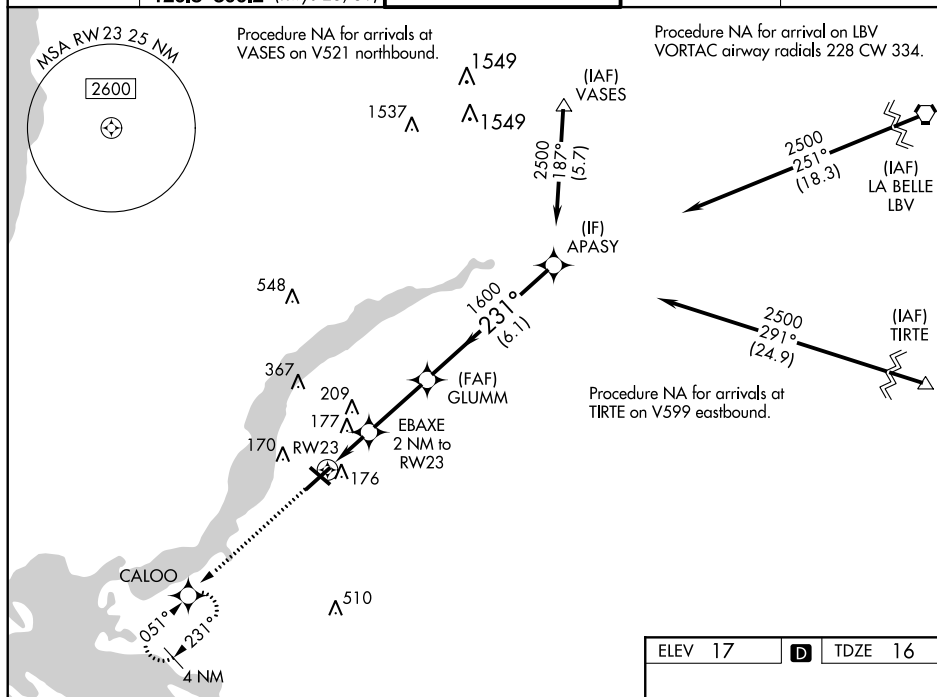 MSA RW 23 25 NM
2600
Procedure NA for arrivals at
VASES on V521 northbound.
1549
1537
1549
(IAF)
VASES
2500
187°
(5.7)
Procedure NA for arrival on LBV
VORTAC airway radials 228 CW 334.
2500
251°
(18.3)
(IAF)
LA BELLE
LBV
(IF)
APASY
548
1600
231°
(6.1)
2500
291°
(24.9)
(IAF)
TIRTE
367
(FAF)
GLUMM
209
177
Procedure NA for arrivals at
TIRTE on V599 eastbound.
EBAXE
2 NM to
RW23
170
RW23
176
CALOO
510
051°
231°
4 NM
ELEV 17
D
TDZE 16